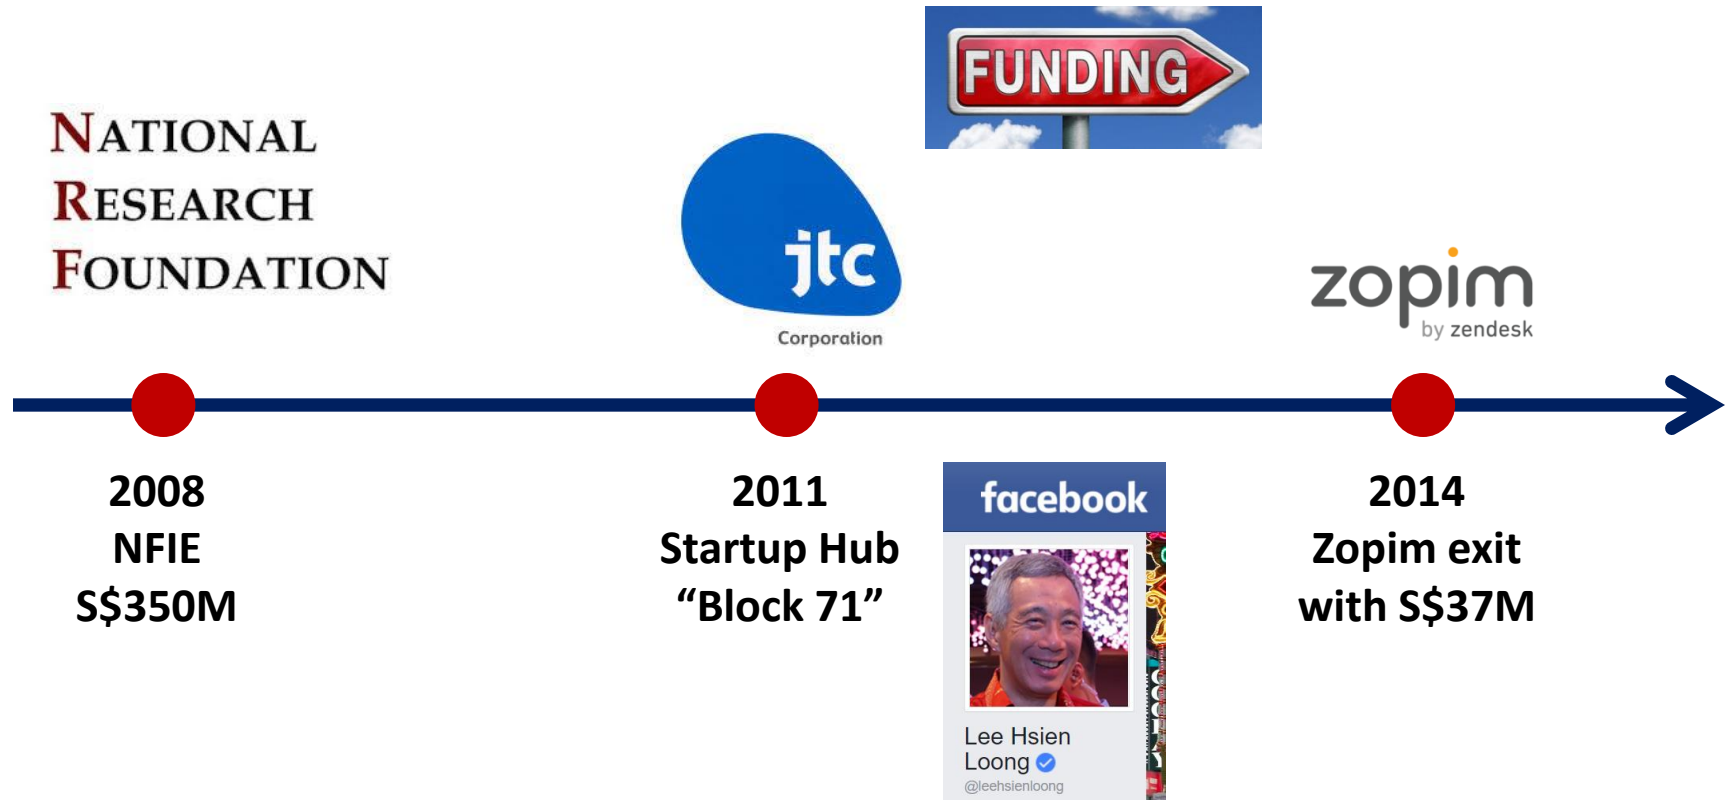 NATIONAL
RESEARCH
FOUNDATION
jtc
Corporation
FUNDING
zopim
by zendesk
2008
NFIE
S$350M
2011
Startup Hub
“Block 71”
facebook
Lee Hsien
Loong
@leehsienloong
2014
Zopim exit
with S$37M